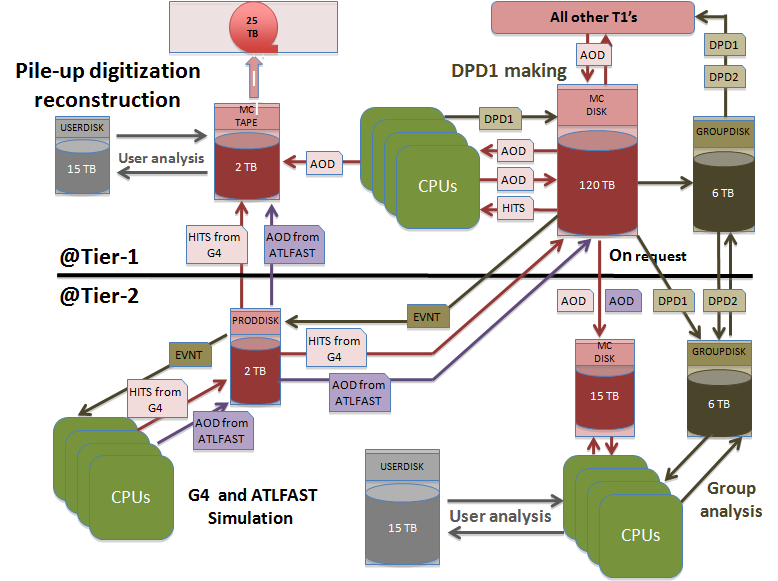 25
TB
All other T1's
AOD
DPD1
DPD2
Pile-up digitization
reconstruction
DPD1 making
MC
TAPE
2 TB
USERDISK
15 TB
User analysis
AOD
CPUs
DPD1
AOD
AOD
HITS
MC
DISK
120 TB
GROUPDISK
6 TB
HITS from
G4
AOD from
ATLFAST
@Tier-1
On request
@Tier-2
PRODDISK
2 TB
EVNT
EVNT
HITS from
G4
AOD from
ATLFAST
HITS from
G4
AOD from
ATLFAST
AOD
AOD
DPD1
DPD2
MC
DISK
15 TB
GROUPDISK
6 TB
CPUs
G4 and ATLFAST
Simulation
USERDISK
15 TB
User analysis
CPUs
Group
analysis